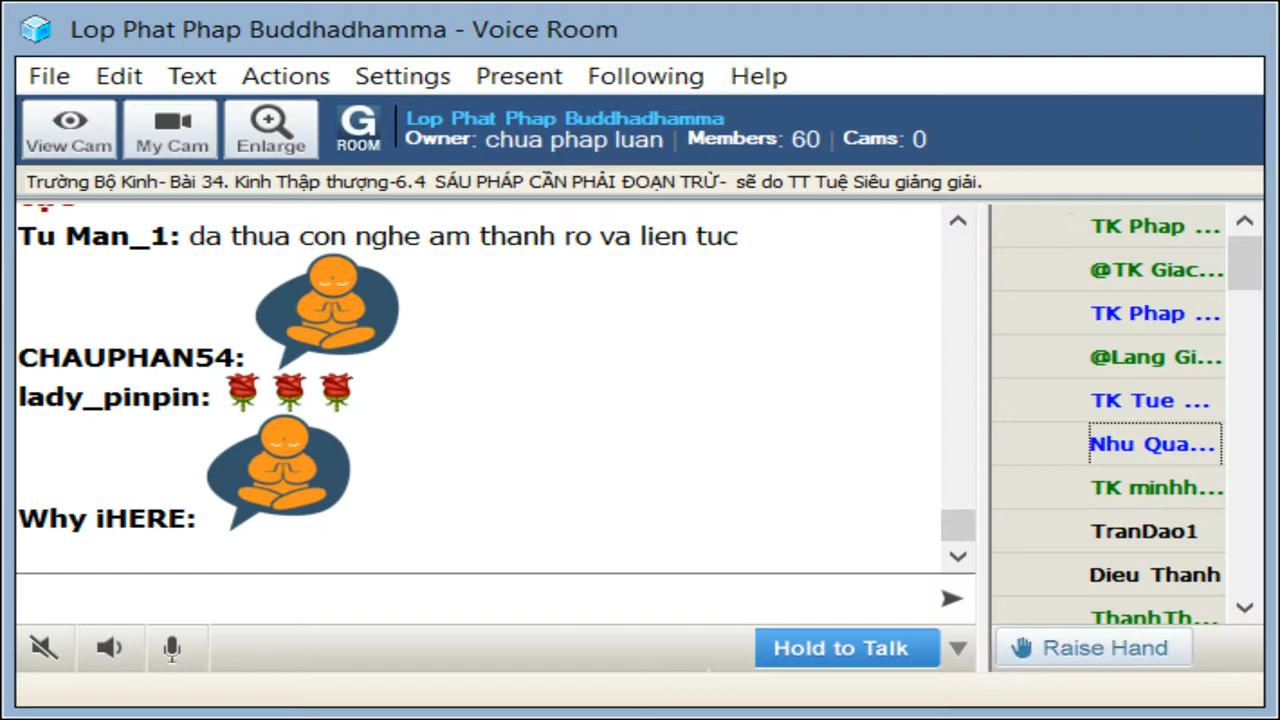 Lop Phat Phap Buddhadhamma - Voice Room
File Edit Text Actions Settings Present Following Help
View Cam
My Cam
Enlarge
G ROOM
Lop Phat Phap Buddhadhamma
Owner: chua phap luan | Members: 60 | Cams: 0
Trường Bộ Kinh- Bài 34. Kinh Thập thượng-6.4 SÁU PHÁP CẦN PHẢI ĐOẠN TRỪ- sẽ do TT Tuệ Siêu giảng giải.
Tu Man_1: da thua con nghe am thanh ro va lien tuc
CHAUPHAN54:
lady_pinpin:
Why iHERE:
TK Phap ...
@TK Giac...
TK Phap ...
@Lang Gi...
TK Tue ...
Nhu Qua...
TK minhh...
TranDao1
Dieu Thanh
ThanhTh...
Hold to Talk
Raise Hand